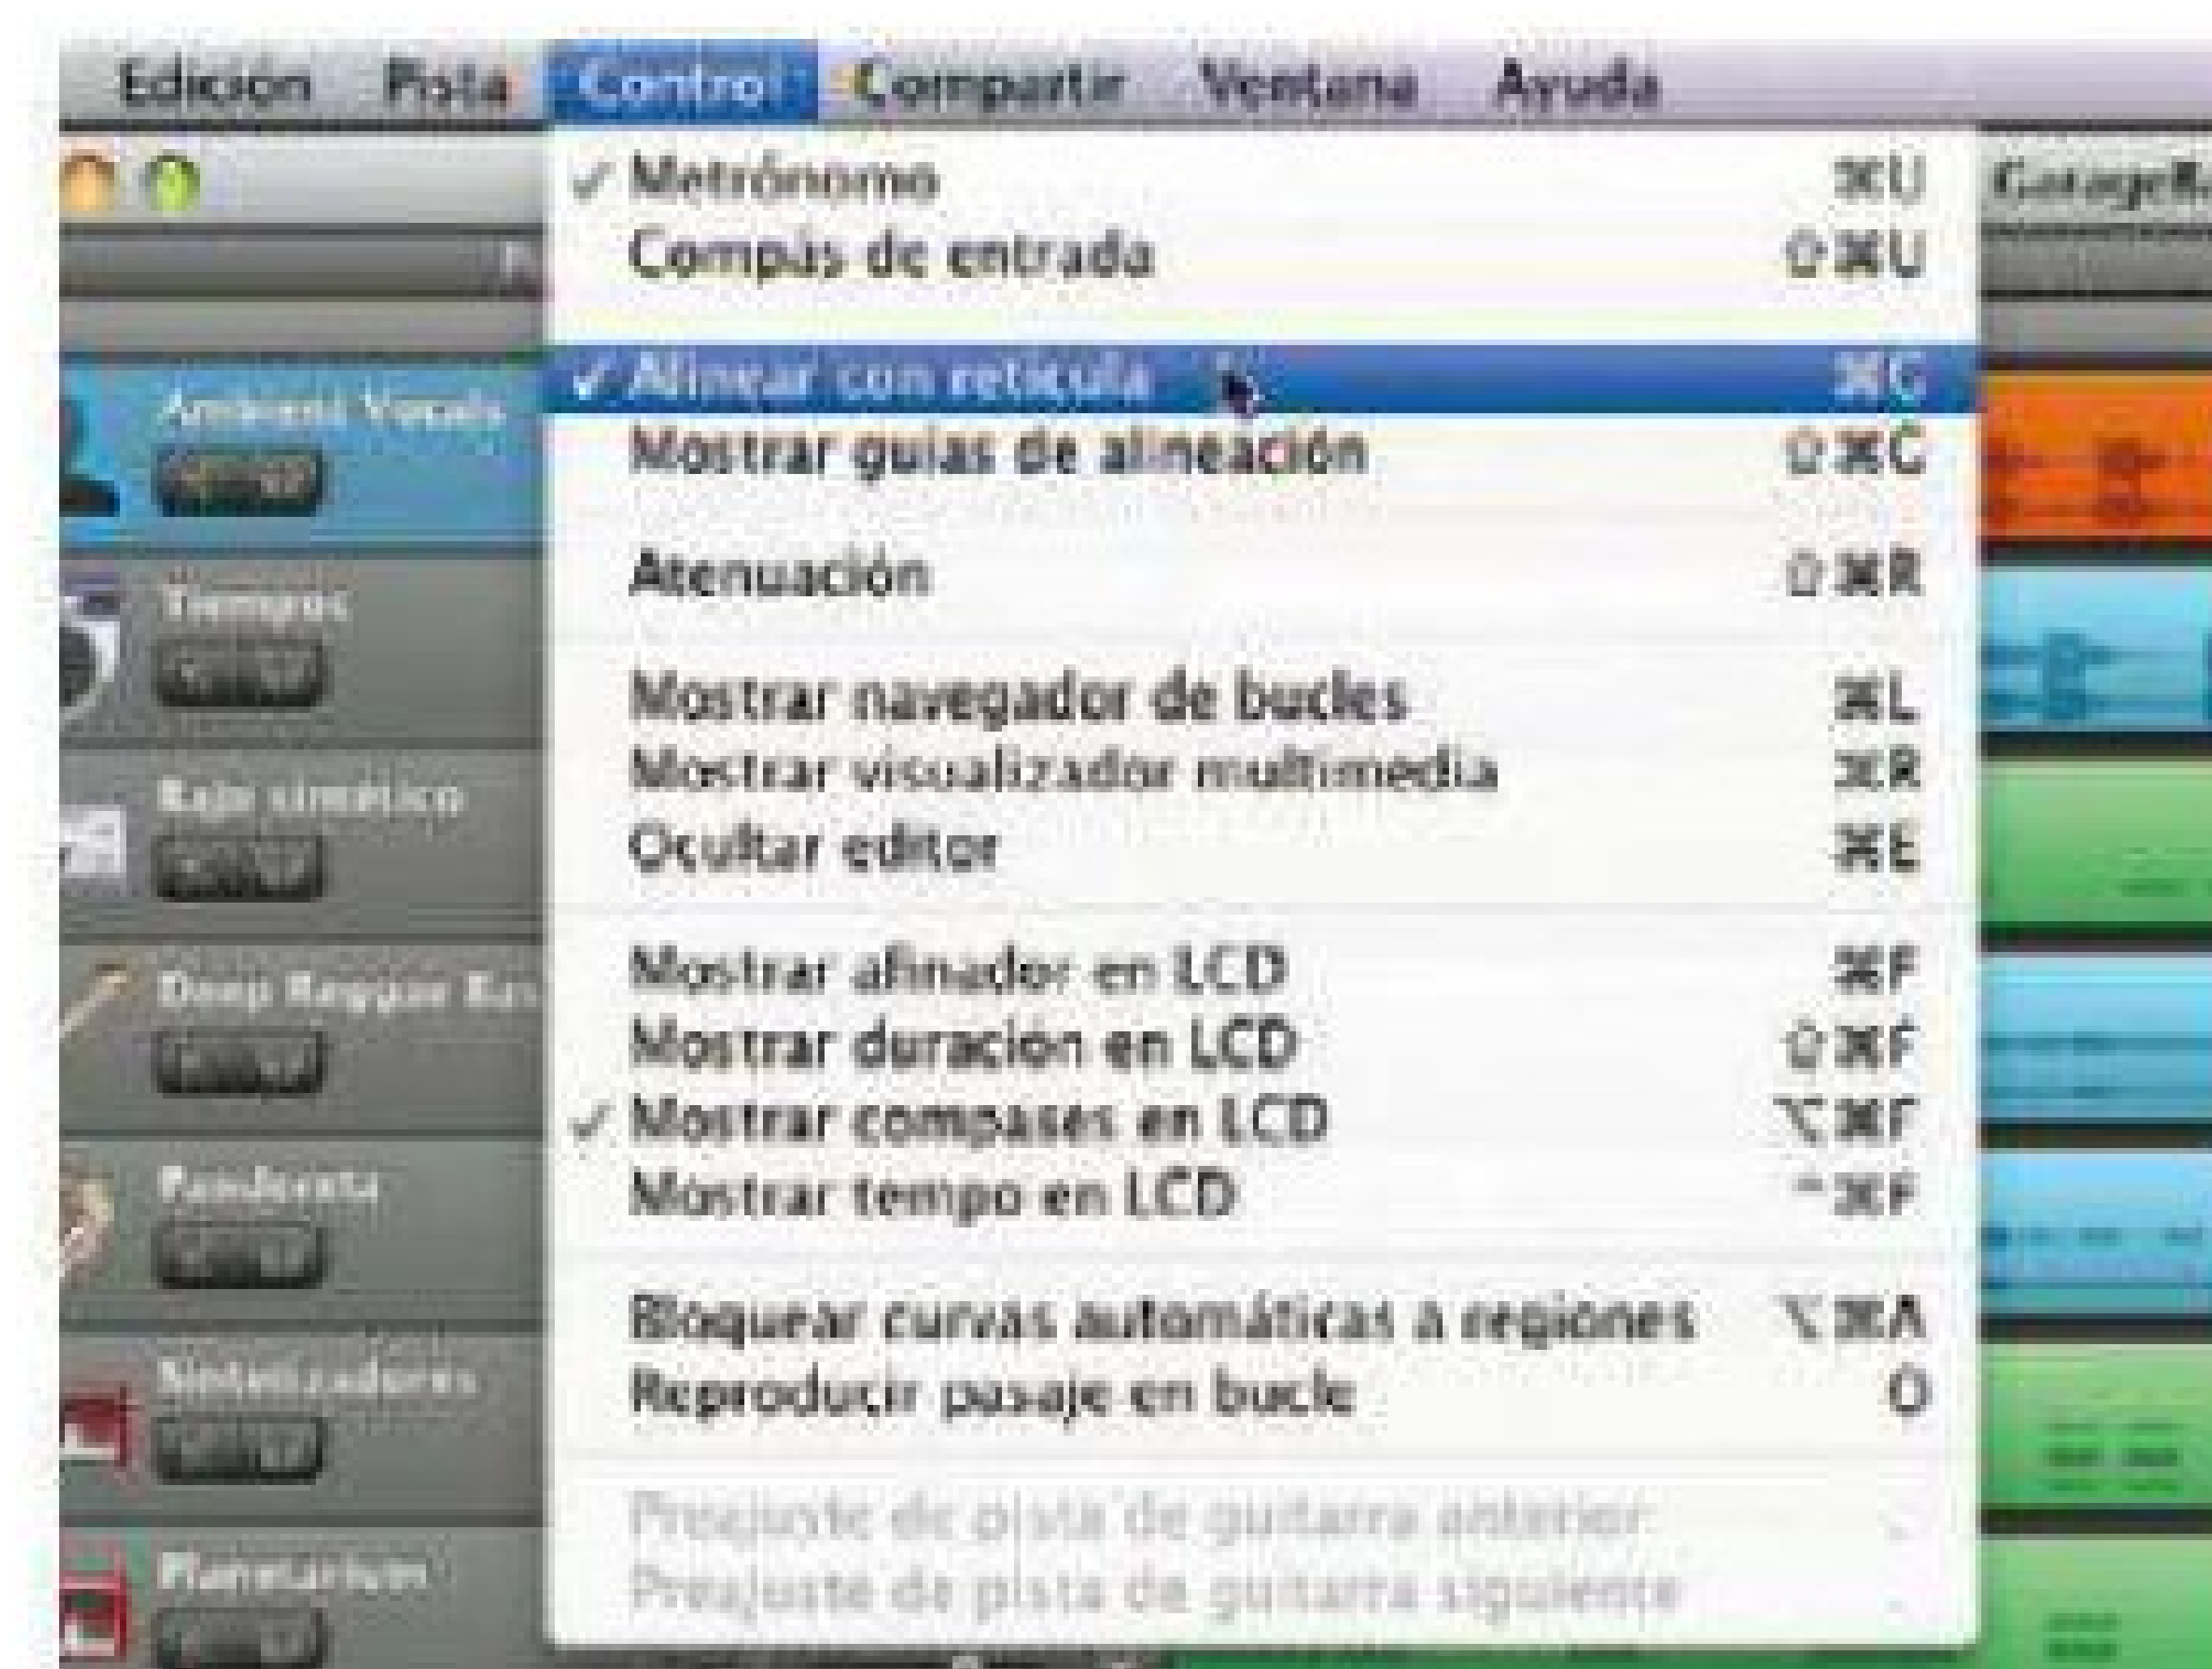 Edición Pista Control Compartir Ventana Ayuda
✓ Metrónomo ⌘U
Compás de entrada ⇧⌘U
✓ Alinear con retícula ⌘G
Mostrar guías de alineación ⇧⌘G
Atenuación ⇧⌘R
Mostrar navegador de bucles ⌘L
Mostrar visualizador multimedia ⌘R
Ocultar editor ⌘E
Mostrar afinador en LCD ⌘F
Mostrar duración en LCD ⇧⌘F
✓ Mostrar compases en LCD ⌥⌘F
Mostrar tempo en LCD ⌃⌘F
Bloquear curvas automáticas a regiones ⌥⌘A
Reproducir pasaje en bucle O
Preajuste de pista de guitarra anterior
Preajuste de pista de guitarra siguiente
Ambient Vocals
Tiempos
Bajo sintético
Deep Reggae
Pandereta
Sintetizadores